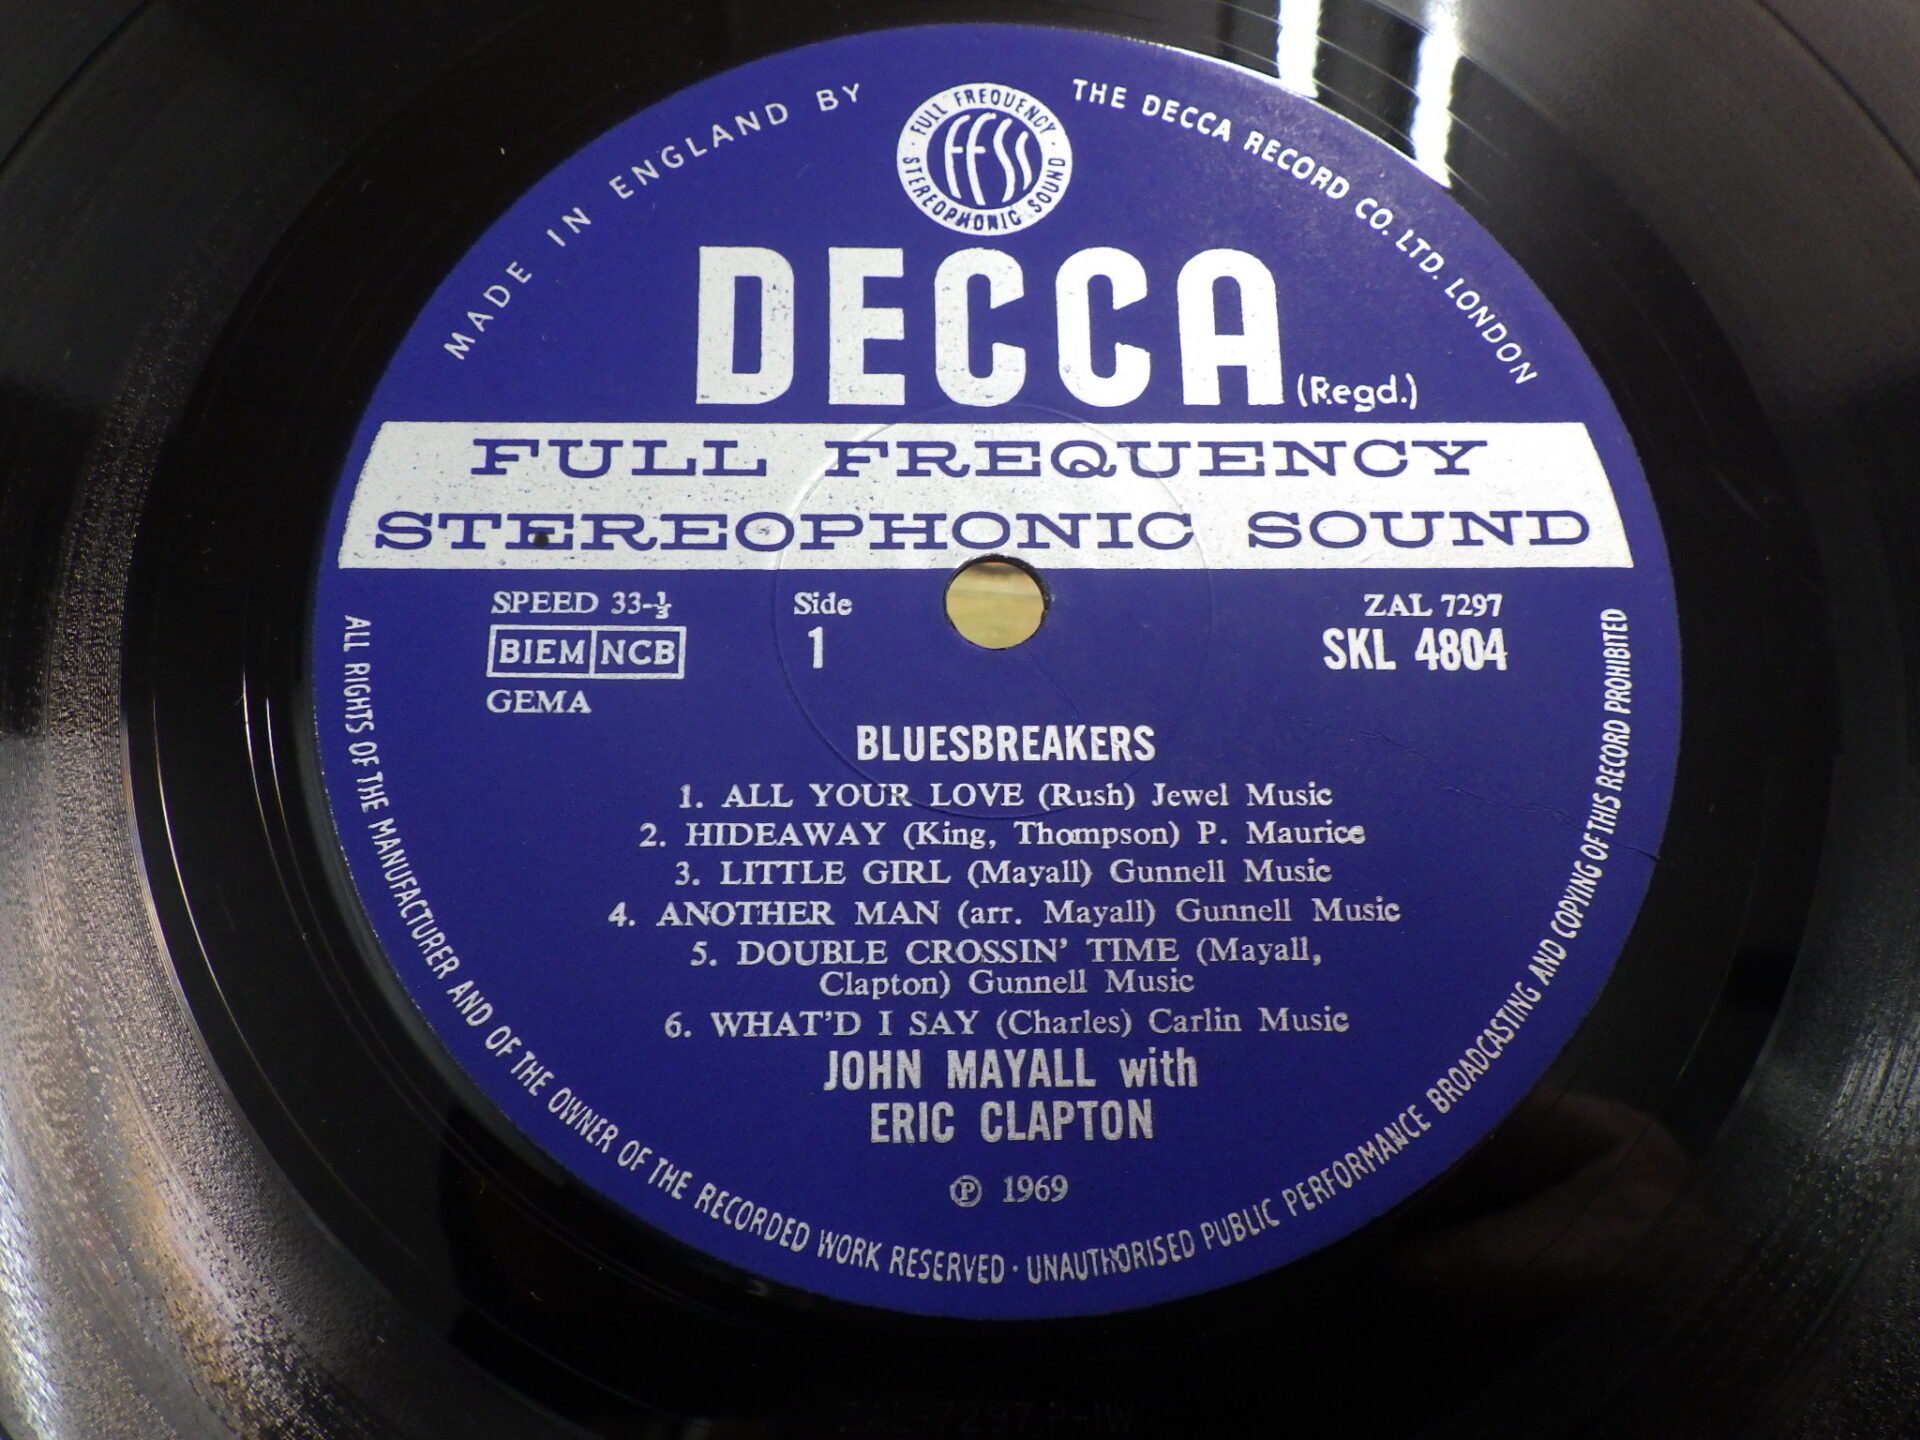 MADE IN ENGLAND BY
THE DECCA RECORD CO. LTD. LONDON
FULL FREQUENCY
FFSS
STEREOPHONIC SOUND
DECCA
(Regd.)
FULL FREQUENCY
STEREOPHONIC SOUND
SPEED 33-⅓
BIEM NCB
GEMA
Side
1
ZAL 7297
SKL 4804
BLUESBREAKERS
1. ALL YOUR LOVE (Rush) Jewel Music
2. HIDEAWAY (King, Thompson) P. Maurice
3. LITTLE GIRL (Mayall) Gunnell Music
4. ANOTHER MAN (arr. Mayall) Gunnell Music
5. DOUBLE CROSSIN' TIME (Mayall,
Clapton) Gunnell Music
6. WHAT'D I SAY (Charles) Carlin Music
JOHN MAYALL with
ERIC CLAPTON
℗ 1969
ALL RIGHTS OF THE MANUFACTURER AND OF THE OWNER OF THE RECORDED WORK RESERVED · UNAUTHORISED PUBLIC PERFORMANCE BROADCASTING AND COPYING OF THIS RECORD PROHIBITED
ZAL-7297P-1W